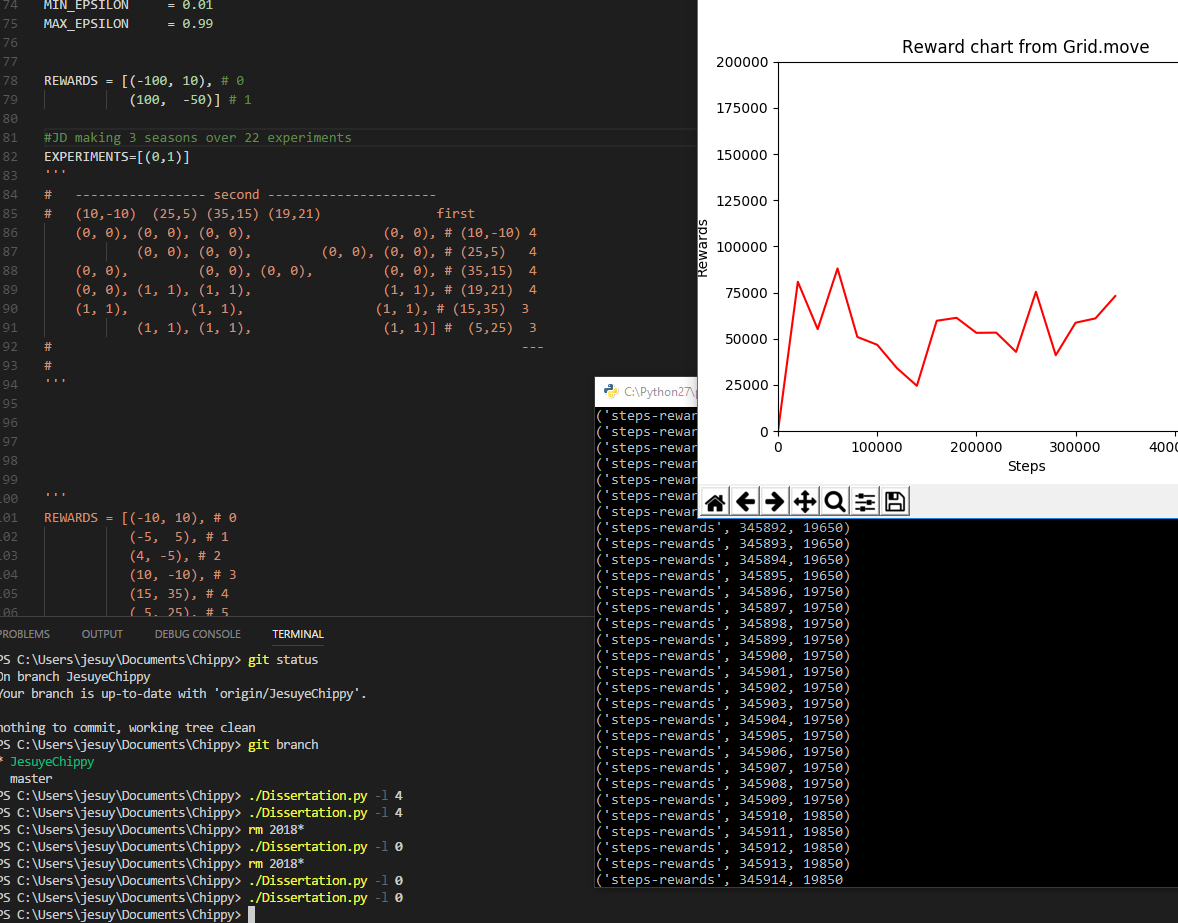 74 MIN_EPSILON     = 0.01
75 MAX_EPSILON     = 0.99
76
77
78 REWARDS = [(-100, 10), # 0
79 (100,  -50)] # 1
80
81 #JD making 3 seasons over 22 experiments
82 EXPERIMENTS=[(0,1)]
83 '''
84 #   ----------------- second ----------------------
85 #   (10,-10)  (25,5) (35,15) (19,21)               first
86 (0, 0), (0, 0), (0, 0),                 (0, 0), # (10,-10) 4
87 (0, 0), (0, 0),         (0, 0), (0, 0), # (25,5)   4
88 (0, 0),         (0, 0), (0, 0),         (0, 0), # (35,15)  4
89 (0, 0), (1, 1), (1, 1),                 (1, 1), # (19,21)  4
90 (1, 1),        (1, 1),                 (1, 1), # (15,35)  3
91 (1, 1), (1, 1),                 (1, 1)] #  (5,25)  3
92 #                                                              ---
93 #
94 '''
95
96
97
98
99
100 '''
101 REWARDS = [(-10, 10), # 0
102 (-5,  5), # 1
103 (4, -5), # 2
104 (10, -10), # 3
105 (15, 35), # 4
106 ( 5, 25), # 5
PROBLEMS OUTPUT DEBUG CONSOLE TERMINAL
PS C:\Users\jesuy\Documents\Chippy> git status
On branch JesuyeChippy
Your branch is up-to-date with 'origin/JesuyeChippy'.
nothing to commit, working tree clean
PS C:\Users\jesuy\Documents\Chippy> git branch
* JesuyeChippy
master
PS C:\Users\jesuy\Documents\Chippy> ./Dissertation.py -l 4
PS C:\Users\jesuy\Documents\Chippy> ./Dissertation.py -l 4
PS C:\Users\jesuy\Documents\Chippy> rm 2018*
PS C:\Users\jesuy\Documents\Chippy> ./Dissertation.py -l 0
PS C:\Users\jesuy\Documents\Chippy> rm 2018*
PS C:\Users\jesuy\Documents\Chippy> ./Dissertation.py -l 0
PS C:\Users\jesuy\Documents\Chippy> ./Dissertation.py -l 0
PS C:\Users\jesuy\Documents\Chippy>
Reward chart from Grid.move
200000
175000
150000
125000
100000
75000
50000
25000
0
Rewards
0 100000 200000 300000 4000
Steps
C:\Python27\
('steps-rewar
('steps-rewar
('steps-rewar
('steps-rewar
('steps-rewar
('steps-rewar
('steps-rewar
('steps-rewards', 345892, 19650)
('steps-rewards', 345893, 19650)
('steps-rewards', 345894, 19650)
('steps-rewards', 345895, 19650)
('steps-rewards', 345896, 19750)
('steps-rewards', 345897, 19750)
('steps-rewards', 345898, 19750)
('steps-rewards', 345899, 19750)
('steps-rewards', 345900, 19750)
('steps-rewards', 345901, 19750)
('steps-rewards', 345902, 19750)
('steps-rewards', 345903, 19750)
('steps-rewards', 345904, 19750)
('steps-rewards', 345905, 19750)
('steps-rewards', 345906, 19750)
('steps-rewards', 345907, 19750)
('steps-rewards', 345908, 19750)
('steps-rewards', 345909, 19750)
('steps-rewards', 345910, 19850)
('steps-rewards', 345911, 19850)
('steps-rewards', 345912, 19850)
('steps-rewards', 345913, 19850)
('steps-rewards', 345914, 19850